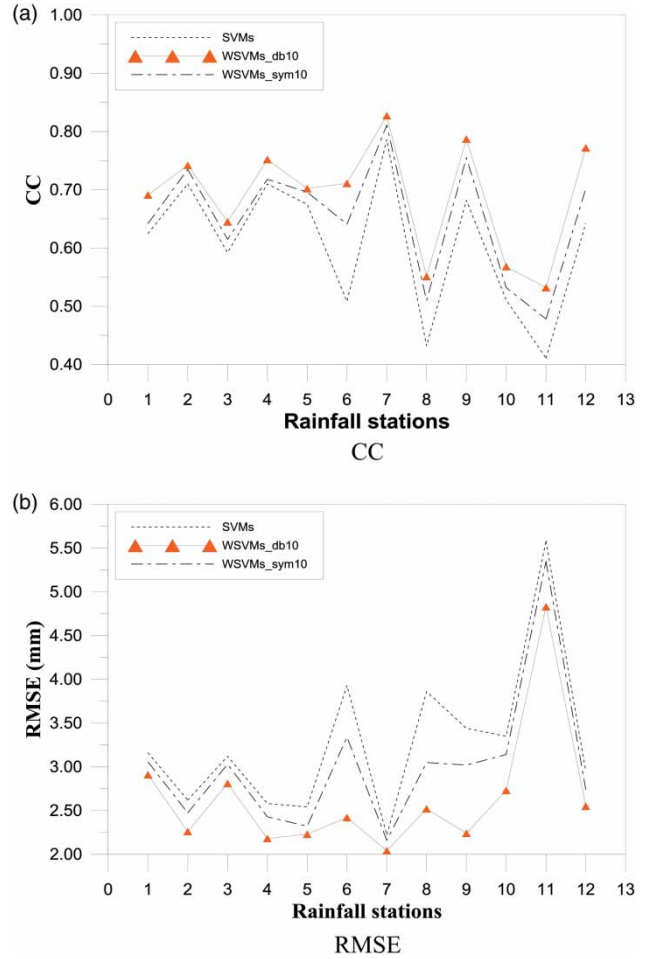 (a)
1.00
0.90
0.80
0.70
0.60
0.50
0.40
CC
SVMs
WSVMs_db10
WSVMs_sym10
0 1 2 3 4 5 6 7 8 9 10 11 12 13
Rainfall stations
CC
(b)
6.00
5.50
5.00
4.50
4.00
3.50
3.00
2.50
2.00
RMSE (mm)
SVMs
WSVMs_db10
WSVMs_sym10
0 1 2 3 4 5 6 7 8 9 10 11 12 13
Rainfall stations
RMSE